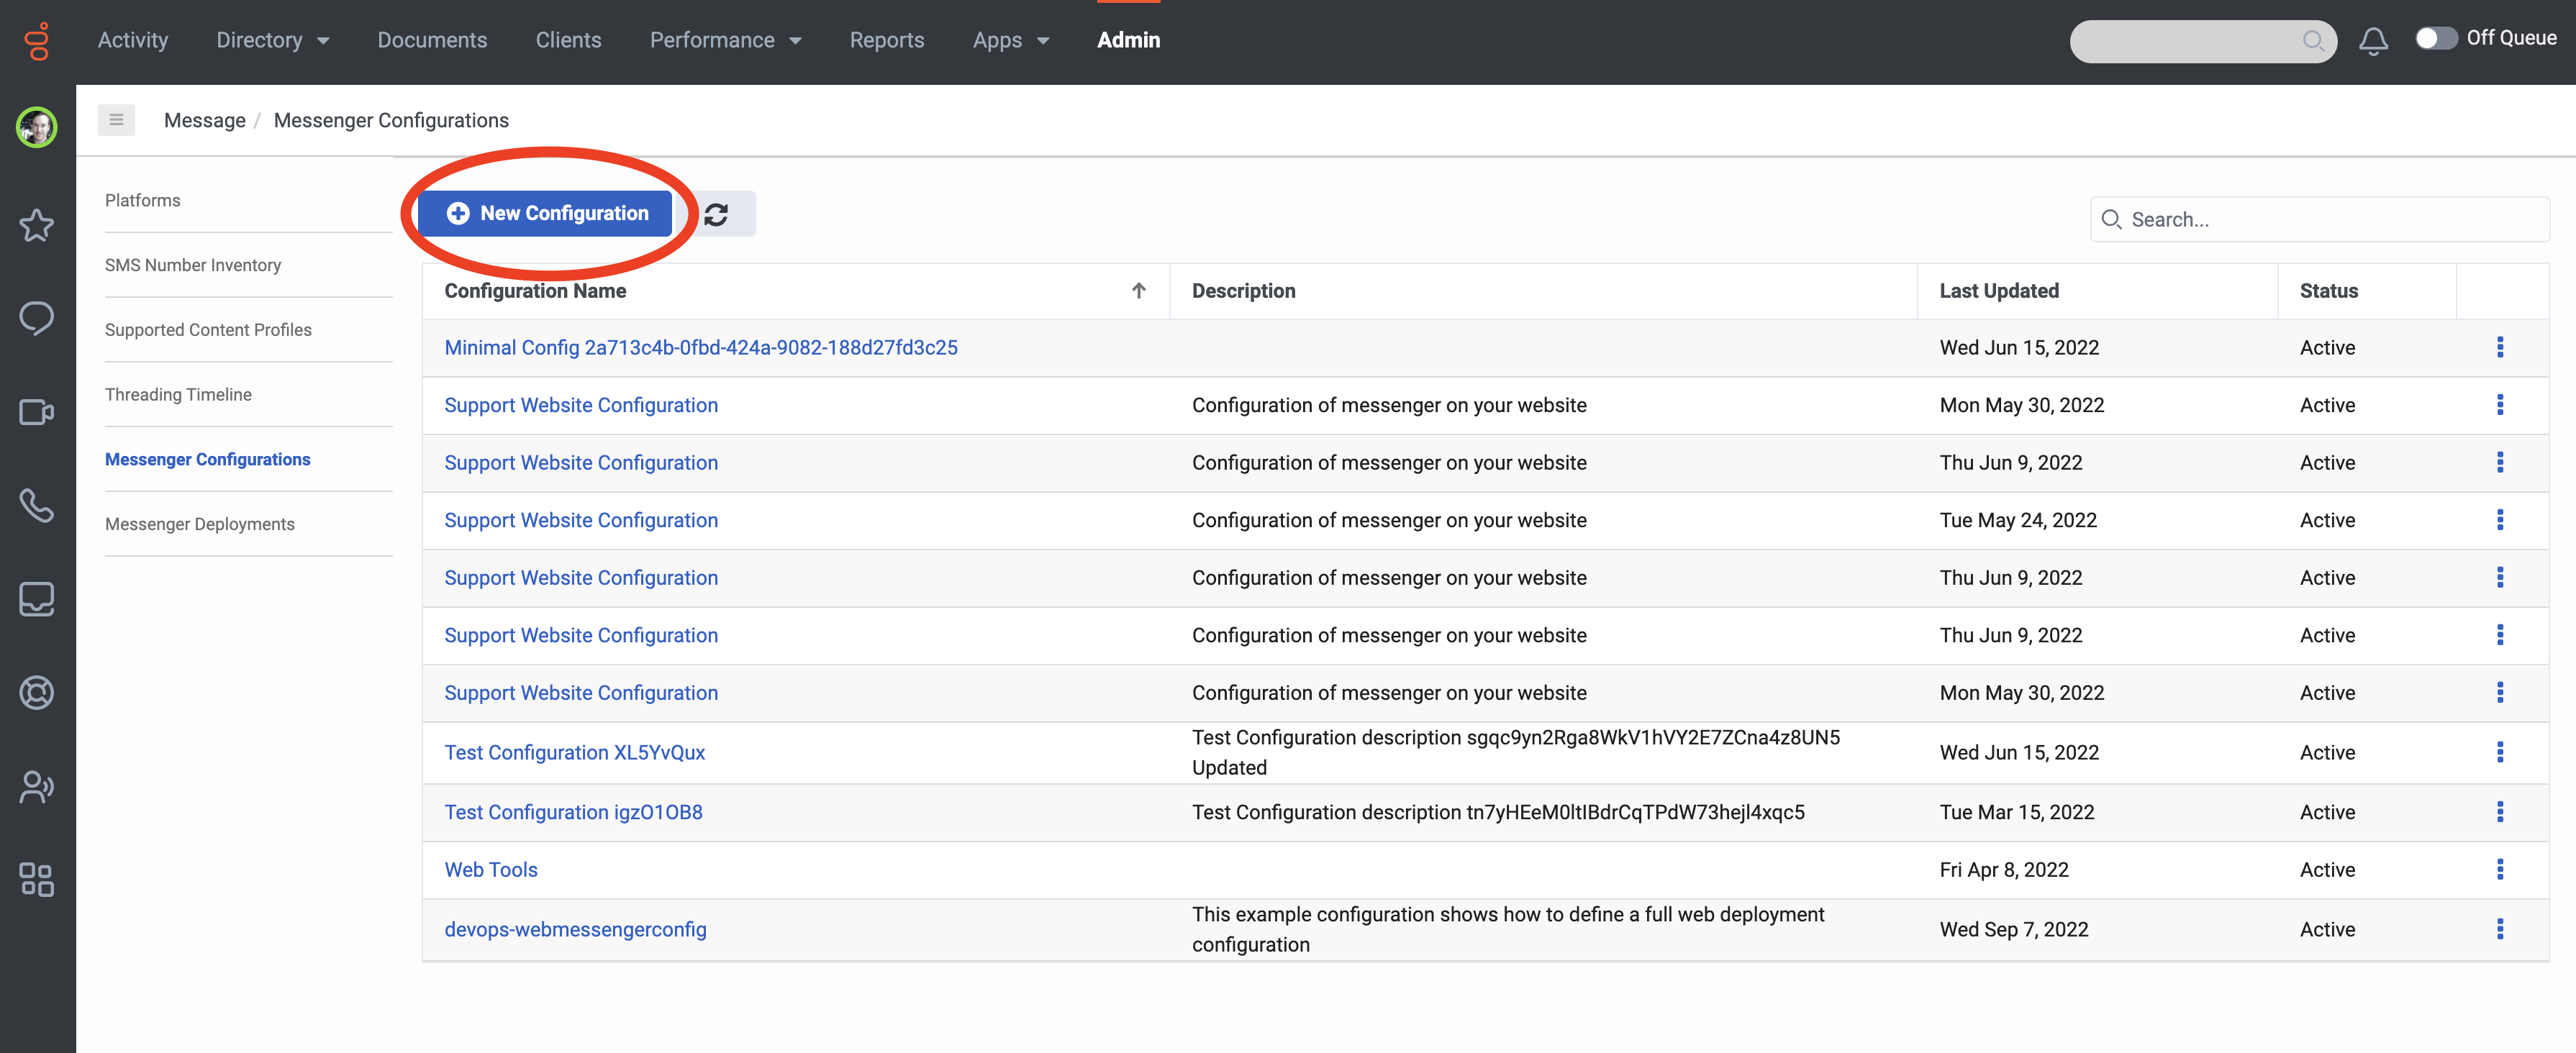 Activity Directory Documents Clients Performance Reports Apps Admin Off Queue
Message / Messenger Configurations
Platforms
SMS Number Inventory
Supported Content Profiles
Threading Timeline
Messenger Configurations
Messenger Deployments
New Configuration
Search...
Configuration Name Description Last Updated Status
Minimal Config 2a713c4b-0fbd-424a-9082-188d27fd3c25 Wed Jun 15, 2022 Active
Support Website Configuration Configuration of messenger on your website Mon May 30, 2022 Active
Support Website Configuration Configuration of messenger on your website Thu Jun 9, 2022 Active
Support Website Configuration Configuration of messenger on your website Tue May 24, 2022 Active
Support Website Configuration Configuration of messenger on your website Thu Jun 9, 2022 Active
Support Website Configuration Configuration of messenger on your website Thu Jun 9, 2022 Active
Support Website Configuration Configuration of messenger on your website Mon May 30, 2022 Active
Test Configuration XL5YvQux Test Configuration description sgqc9yn2Rga8WkV1hVY2E7ZCna4z8UN5
Updated Wed Jun 15, 2022 Active
Test Configuration igzO1OB8 Test Configuration description tn7yHEeM0ltIBdrCqTPdW73hejl4xqc5 Tue Mar 15, 2022 Active
Web Tools Fri Apr 8, 2022 Active
devops-webmessengerconfig This example configuration shows how to define a full web deployment
configuration Wed Sep 7, 2022 Active